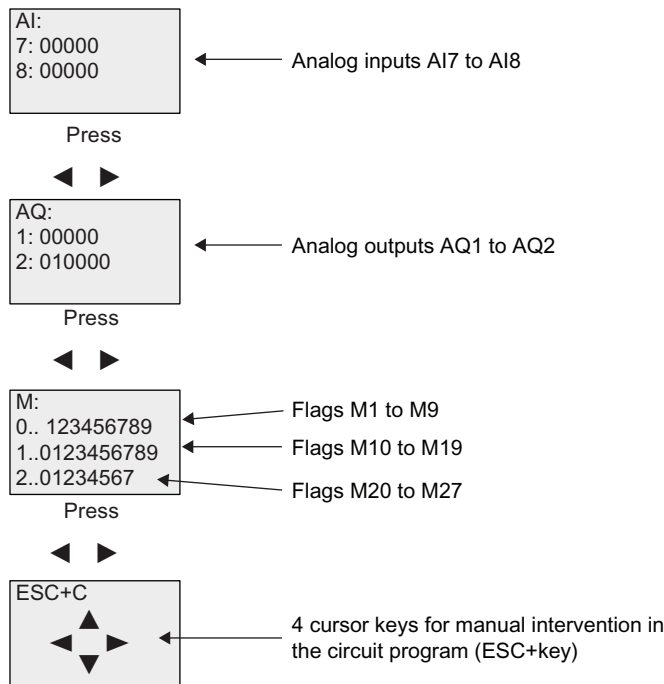 AI:
7: 00000
8: 00000
Analog inputs AI7 to AI8
Press
AQ:
1: 00000
2: 010000
Analog outputs AQ1 to AQ2
Press
M:
0.. 123456789
1..0123456789
2..01234567
Flags M1 to M9
Flags M10 to M19
Flags M20 to M27
Press
ESC+C
4 cursor keys for manual intervention in
the circuit program (ESC+key)